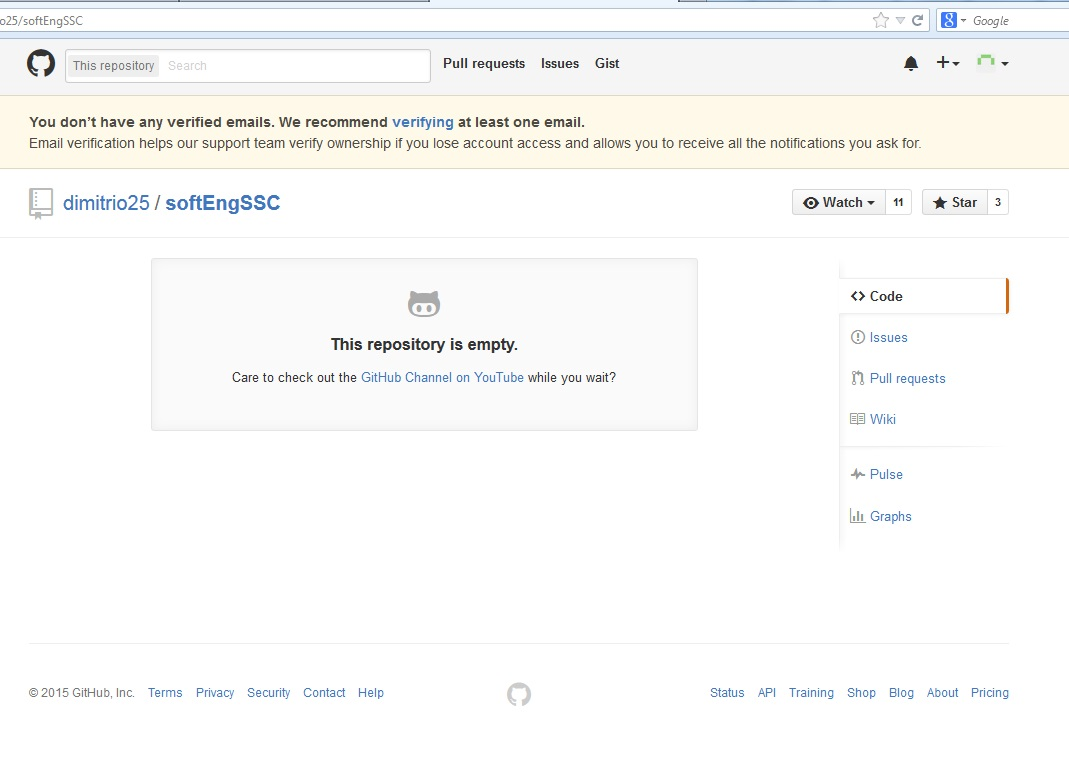 o25/softEngSSC
8 Google
This repository Search
Pull requests Issues Gist
You don’t have any verified emails. We recommend verifying at least one email.
Email verification helps our support team verify ownership if you lose account access and allows you to receive all the notifications you ask for.
dimitrio25 / softEngSSC
Watch 11 Star 3
This repository is empty.
Care to check out the GitHub Channel on YouTube while you wait?
Code
Issues
Pull requests
Wiki
Pulse
Graphs
© 2015 GitHub, Inc. Terms Privacy Security Contact Help
Status API Training Shop Blog About Pricing